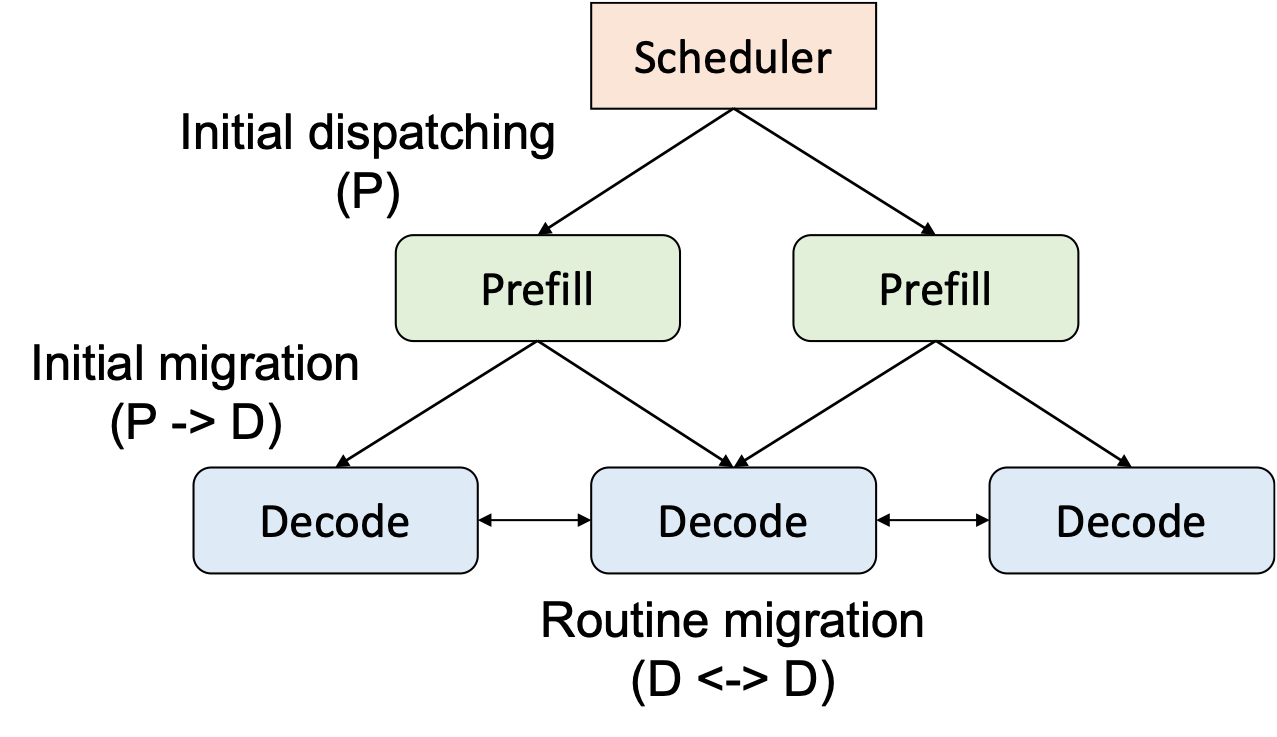 Scheduler
Initial dispatching
(P)
Prefill
Prefill
Initial migration
(P -> D)
Decode
Decode
Decode
Routine migration
(D <-> D)